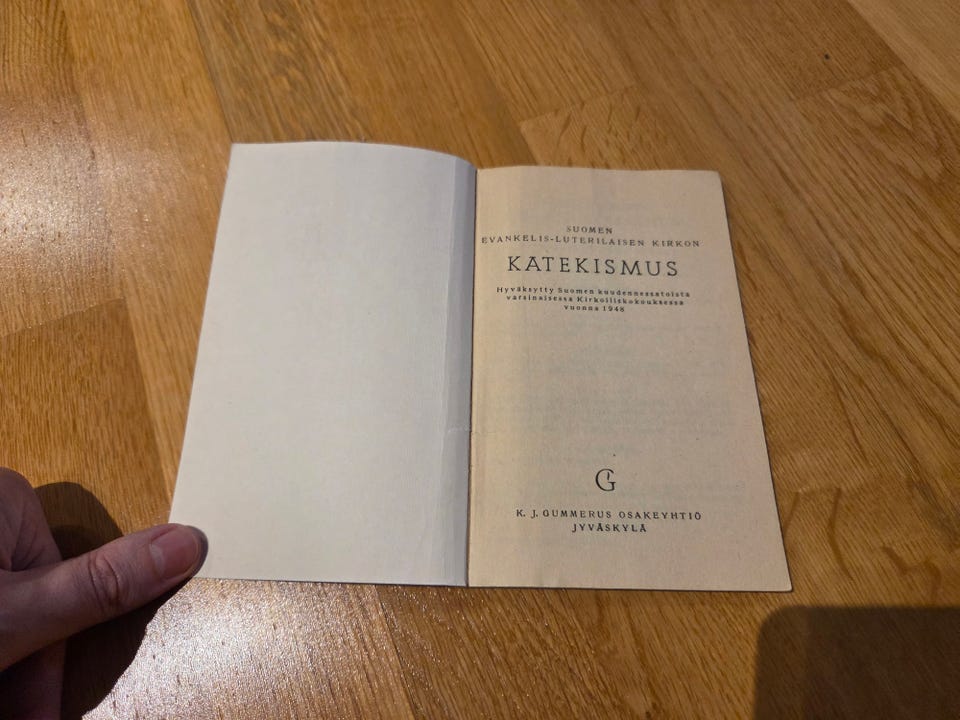 SUOMEN
EVANKELIS-LUTERILAISEN KIRKON
KATEKISMUS
Hyväksytty Suomen kuudennessatoista
varsinaisessa Kirkolliskokouksessa
vuonna 1948
G
K. J. GUMMERUS OSAKEYHTIÖ
JYVÄSKYLÄ